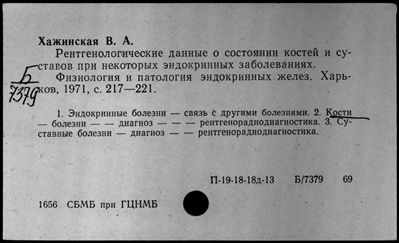 Хажинская В. А.
Рентгенологические данные о состоянии костей и су-
ставов при некоторых эндокринных заболеваниях.
Б
7379
Физиология и патология эндокринных желез. Харь-
ков, 1971, с. 217—221.
1. Эндокринные болезни — связь с другими болезнями. 2. Кости
— болезни — — диагноз — — — рентгенорадиодиагностика. 3. Су-
ставные болезни — диагноз — — рентгенорадиодиагностика.
П-19-18-18д-13 Б/7379 69
1656 СБМБ при ГЦНМБ